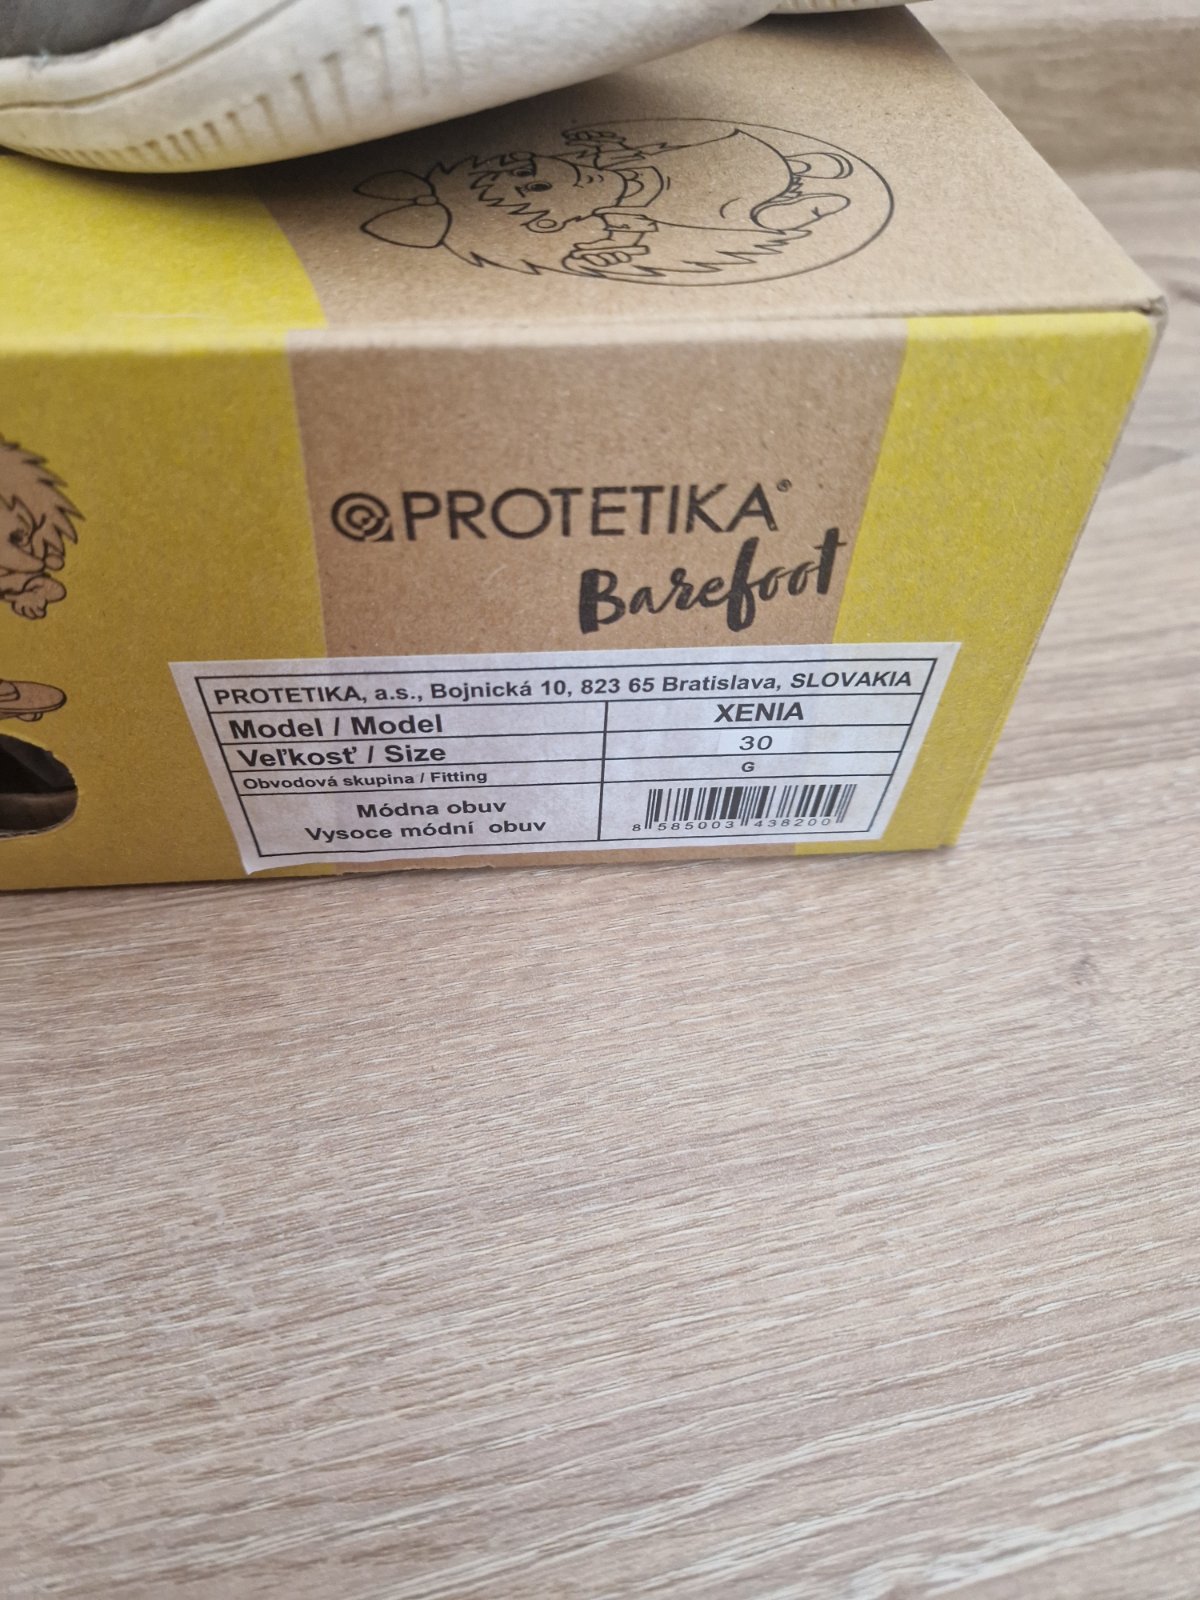 PROTETIKA®
Barefoot
PROTETIKA, a.s., Bojnická 10, 823 65 Bratislava, SLOVAKIA
Model / Model XENIA
Veľkosť / Size 30
Obvodová skupina / Fitting G
Módna obuv
Vysoce módní obuv
8 585003 438200